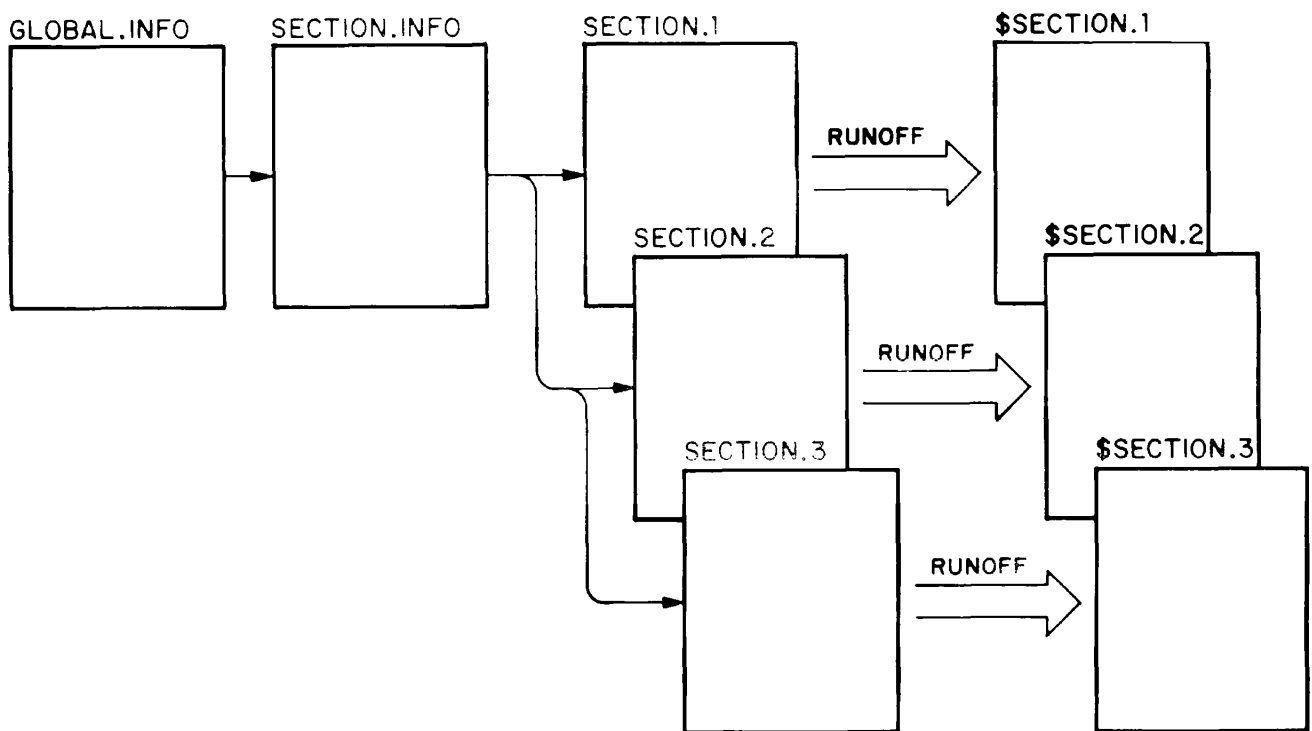 GLOBAL.INFO
SECTION.INFO
SECTION.1
$SECTION.1
RUNOFF
SECTION.2
$SECTION.2
RUNOFF
SECTION.3
$SECTION.3
RUNOFF